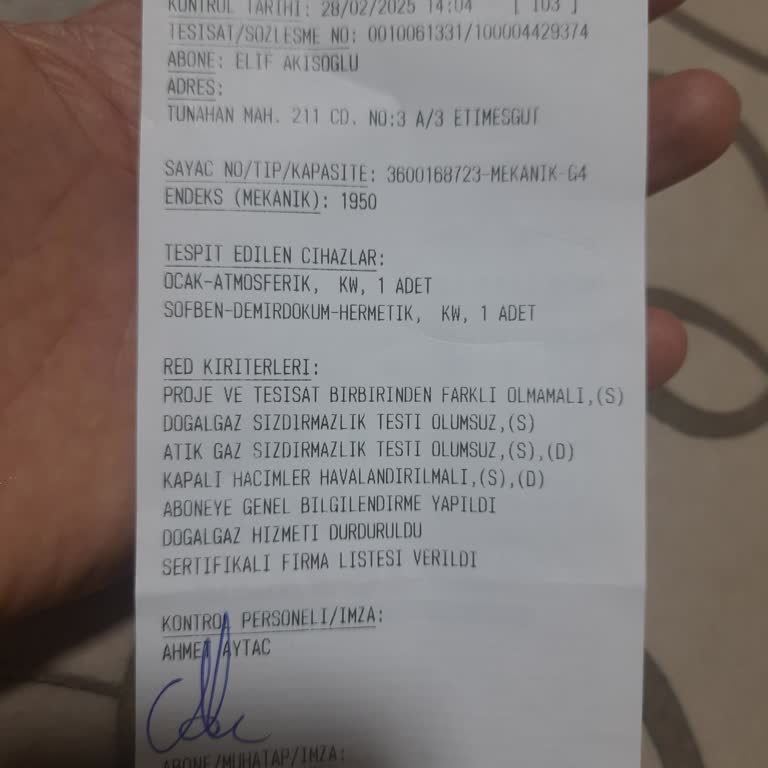 KONTROL TARIHI: 28/02/2025 14:04 [ 103 ]
TESISAT/SOZLESME NO: 0010061331/100004429374
ABONE: ELIF AKISOGLU
ADRES:
TUNAHAN MAH. 211 CD. NO:3 A/3 ETIMESGUT
SAYAC NO/TIP/KAPASITE: 3600168723-MEKANIK-G4
ENDEKS (MEKANIK): 1950
TESPIT EDILEN CIHAZLAR:
OCAK-ATMOSFERIK, KW, 1 ADET
SOFBEN-DEMIRDOKUM-HERMETIK, KW, 1 ADET
RED KIRITERLERI:
PROJE VE TESISAT BIRBIRINDEN FARKLI OLMAMALI,(S)
DOGALGAZ SIZDIRMAZLIK TESTI OLUMSUZ,(S)
ATIK GAZ SIZDIRMAZLIK TESTI OLUMSUZ,(S),(D)
KAPALI HACIMLER HAVALANDIRILMALI,(S),(D)
ABONEYE GENEL BILGILENDIRME YAPILDI
DOGALGAZ HIZMETI DURDURULDU
SERTIFIKALI FIRMA LISTESI VERILDI
KONTROL PERSONELI/IMZA:
AHMET AYTAC
ABONE/MUHATAP/IMZA: